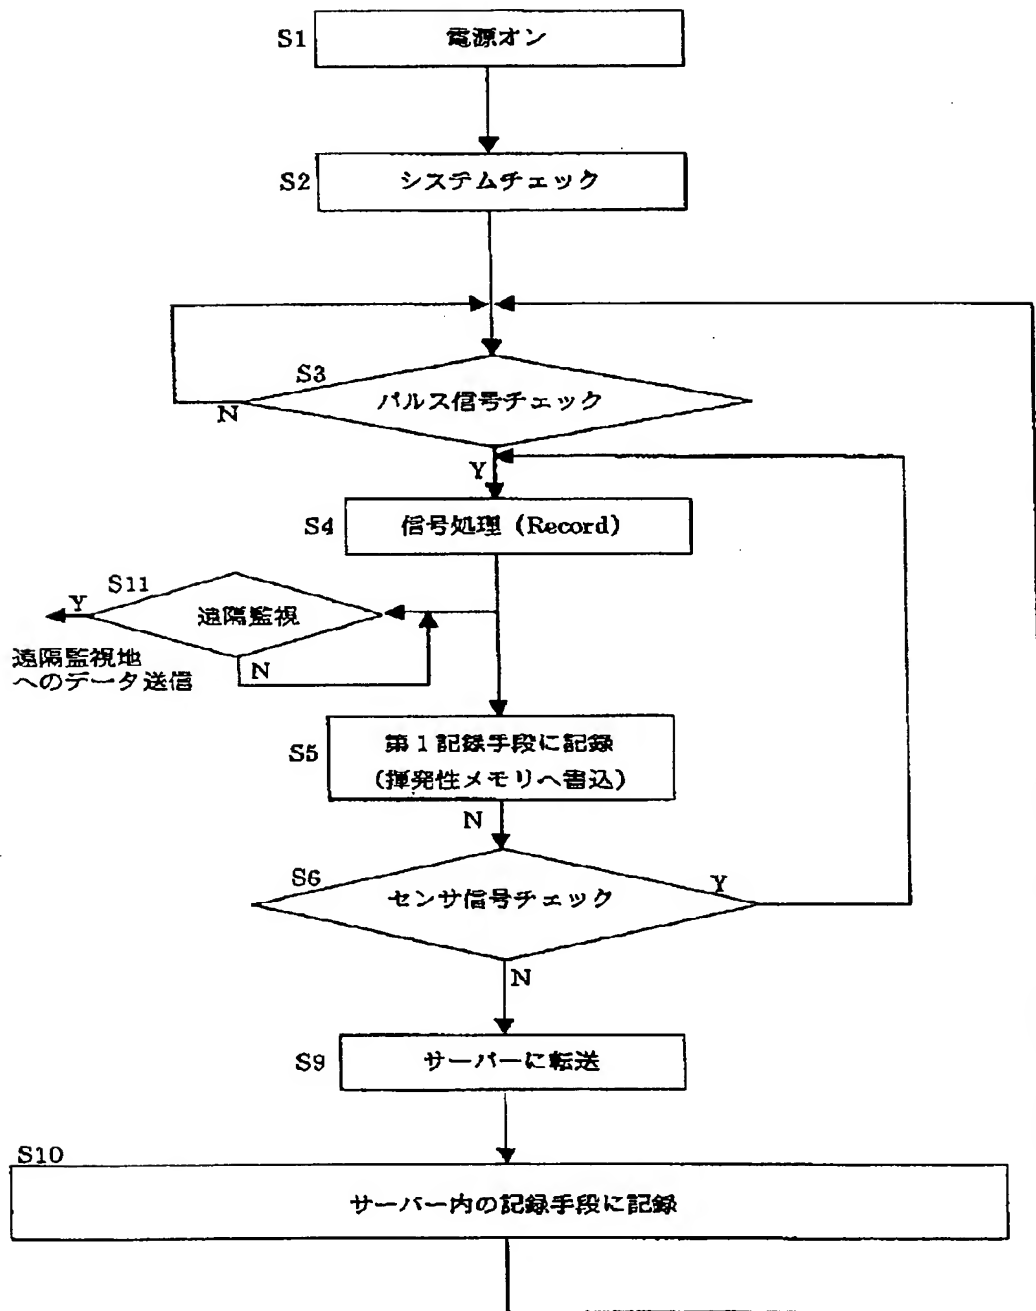 S1 電源オン
S2 システムチェック
S3
パルス信号チェック
N
Y
S4 信号処理 (Record)
S11
Y
遠隔監視
遠隔監視地
へのデータ送信
N
S5
第1記録手段に記録
(揮発性メモリへ書込)
N
S6
センサ信号チェック
Y
N
S9 サーバーに転送
S10
サーバー内の記録手段に記録